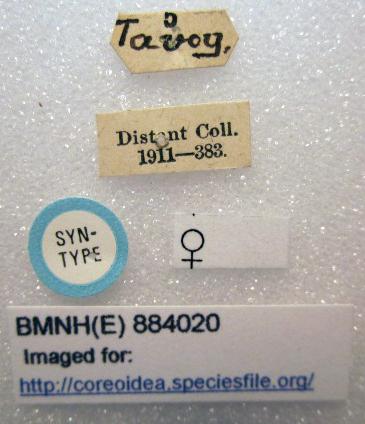 Tavoy.
Distant Coll.
1911—383.
SYN-
TYPE
♀
BMNH(E) 884020
Imaged for:
http://coreoidea.speciesfile.org/